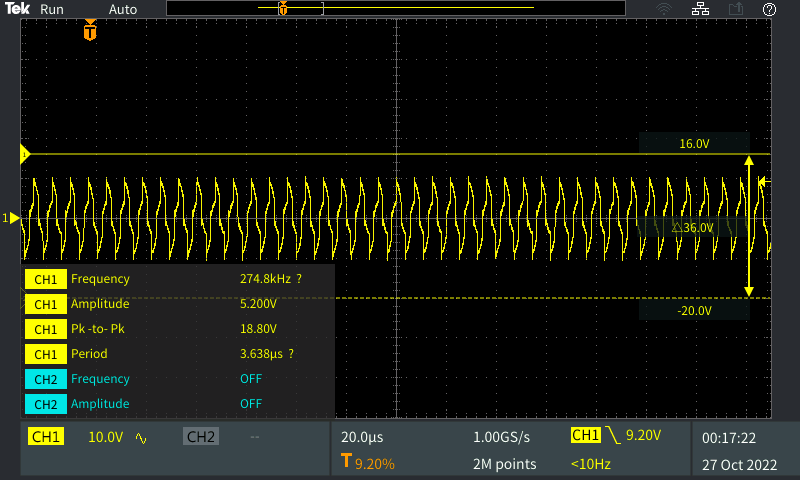 Tek Run Auto T ?
T
1
16.0V
1
△36.0V
-20.0V
CH1 Frequency 274.8kHz ?
CH1 Amplitude 5.200V
CH1 Pk -to- Pk 18.80V
CH1 Period 3.638μs ?
CH2 Frequency OFF
CH2 Amplitude OFF
CH1 10.0V CH2 -- 20.0μs 1.00GS/s CH1 9.20V 00:17:22
T 9.20% 2M points <10Hz 27 Oct 2022